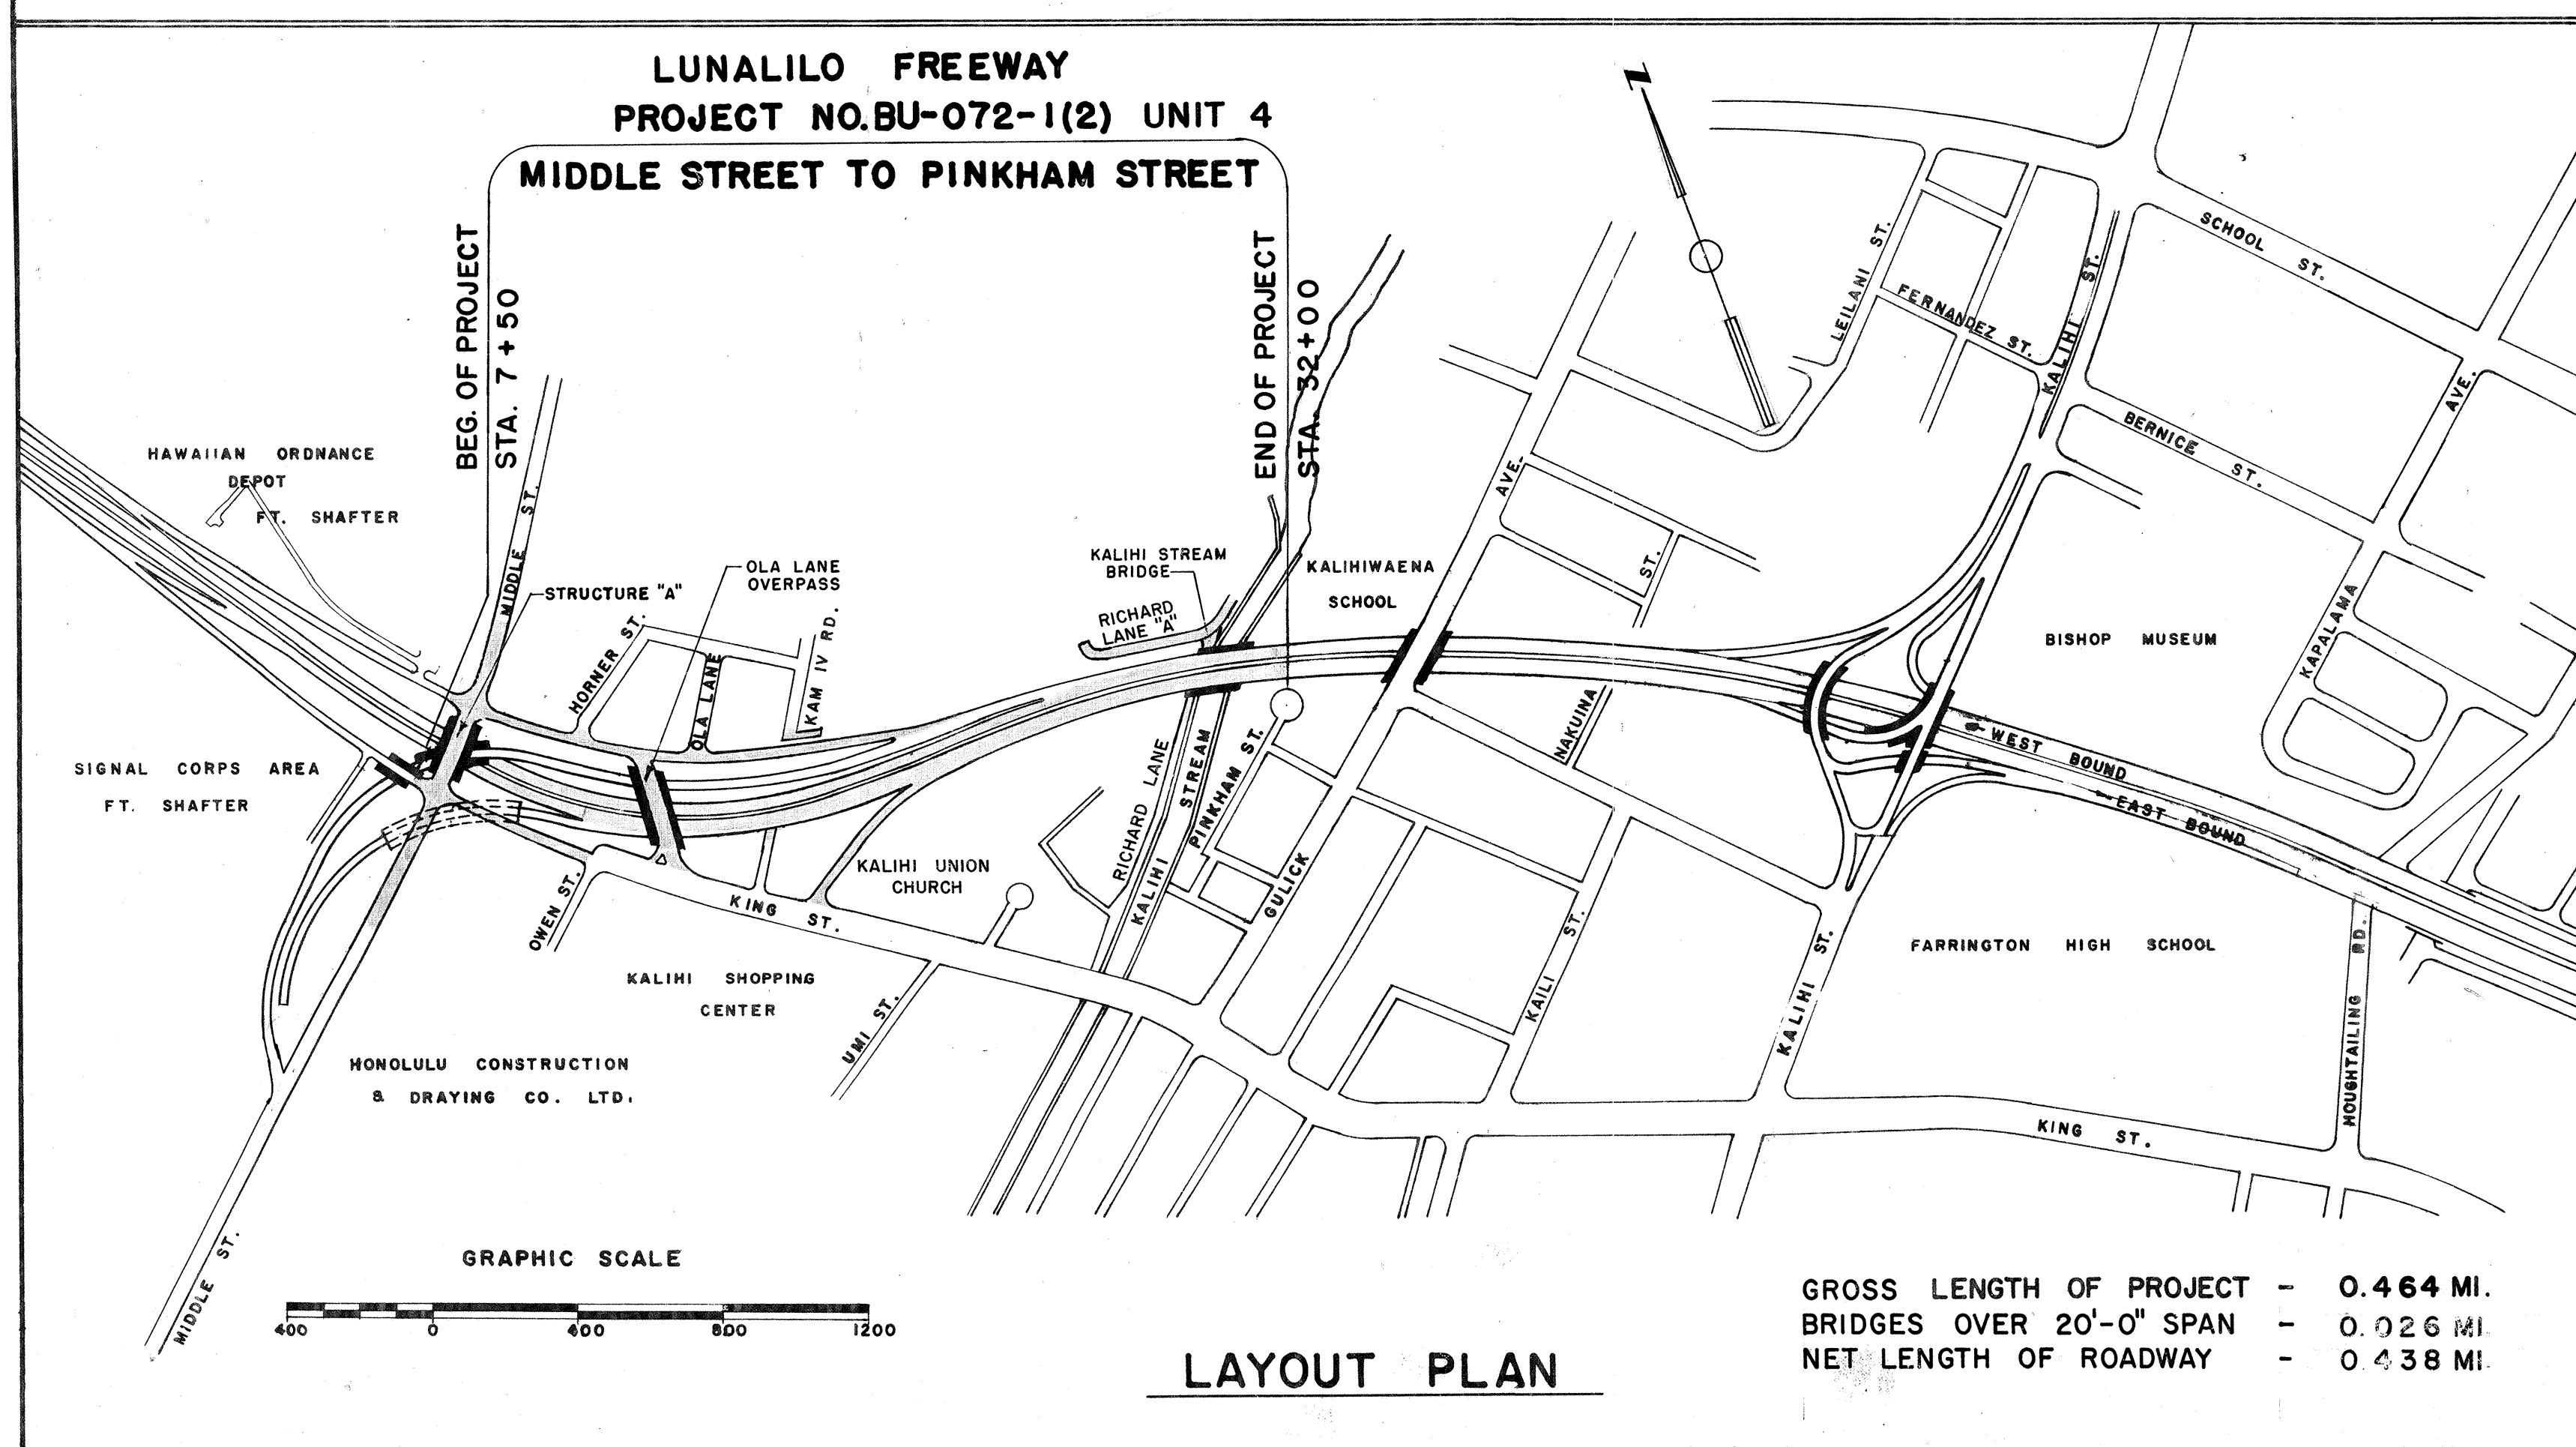 LUNALILO FREEWAY
PROJECT NO. BU-072-1(2) UNIT 4
MIDDLE STREET TO PINKHAM STREET
BEG. OF PROJECT
STA. 7+50
END OF PROJECT
STA. 32+00
N
SCHOOL ST.
LEILANI ST.
FERNANDEZ ST.
KALIHI ST.
BERNICE ST.
AVE.
KAPALAMA
HAWAIIAN ORDNANCE
DEPOT
FT. SHAFTER
MIDDLE ST.
STRUCTURE "A"
OLA LANE
OVERPASS
HORNER ST.
OLA LANE
KAM IV RD.
KALIHI STREAM
BRIDGE
RICHARD
LANE "A"
KALIHIWAENA
SCHOOL
AVE.
ST.
NAKUINA
BISHOP MUSEUM
WEST BOUND
EAST BOUND
SIGNAL CORPS AREA
FT. SHAFTER
KALIHI UNION
CHURCH
RICHARD LANE
KALIHI STREAM
PINKHAM ST.
GULICK
KING ST.
OWEN ST.
KALIHI SHOPPING
CENTER
UMI ST.
KAILI ST.
KALIHI ST.
FARRINGTON HIGH SCHOOL
HOUGHTAILING RD.
KING ST.
HONOLULU CONSTRUCTION
& DRAYING CO. LTD.
MIDDLE ST.
GRAPHIC SCALE
400 0 400 800 1200
LAYOUT PLAN
GROSS LENGTH OF PROJECT - 0.464 MI.
BRIDGES OVER 20'-0" SPAN - 0.026 MI.
NET LENGTH OF ROADWAY - 0.438 MI.